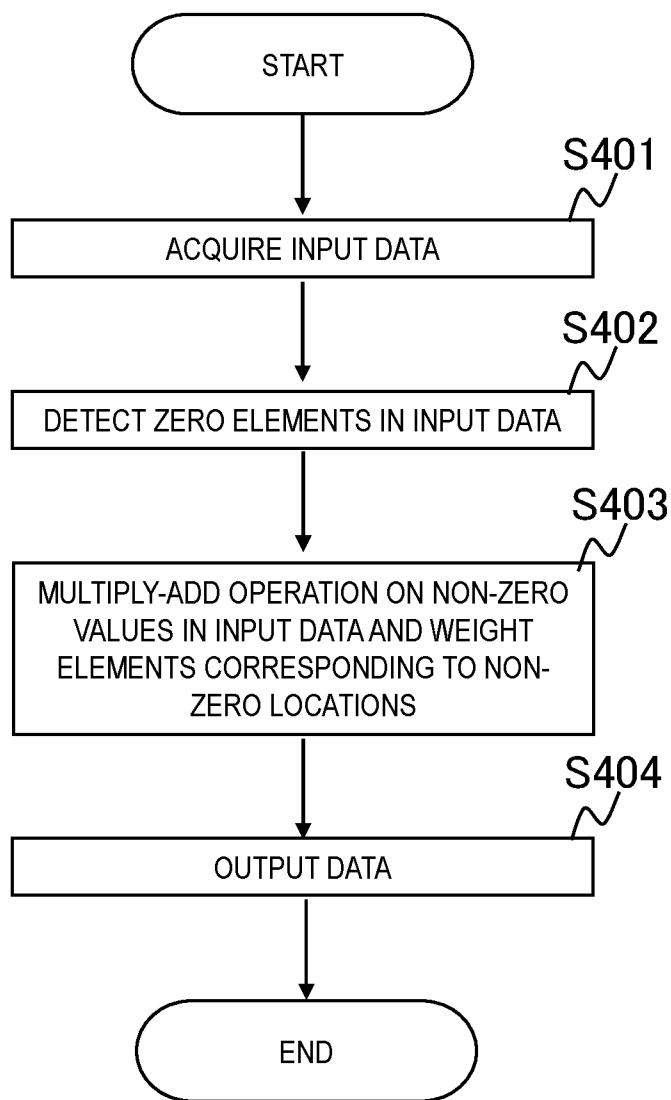 START
S401
ACQUIRE INPUT DATA
S402
DETECT ZERO ELEMENTS IN INPUT DATA
S403
MULTIPLY-ADD OPERATION ON NON-ZERO
VALUES IN INPUT DATA AND WEIGHT
ELEMENTS CORRESPONDING TO NON-
ZERO LOCATIONS
S404
OUTPUT DATA
END